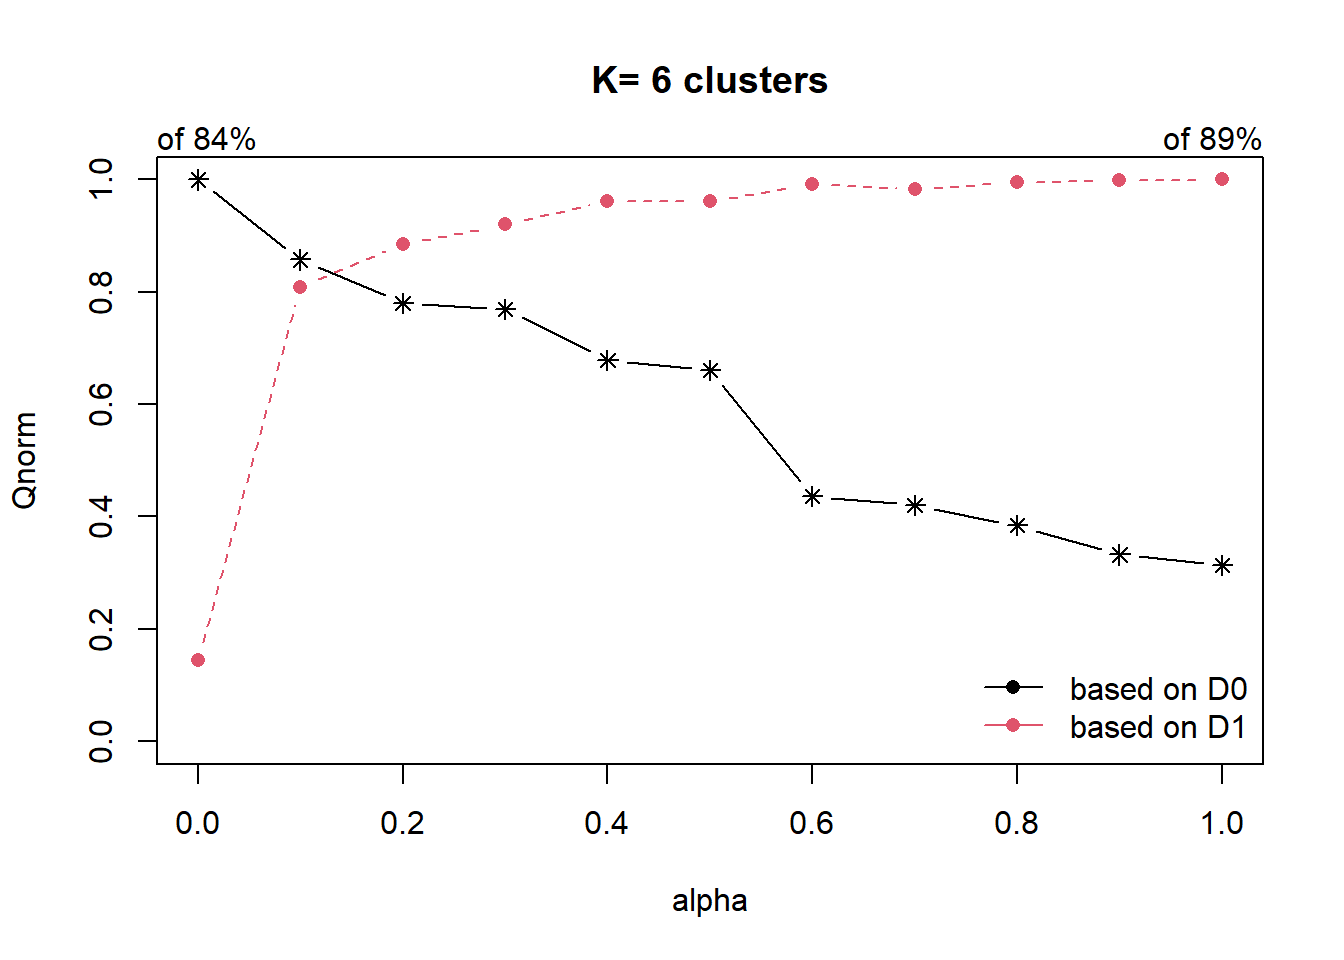 K= 6 clusters
of 84%
of 89%
Qnorm
1.0
0.8
0.6
0.4
0.2
0.0
based on D0
based on D1
0.0 0.2 0.4 0.6 0.8 1.0
alpha